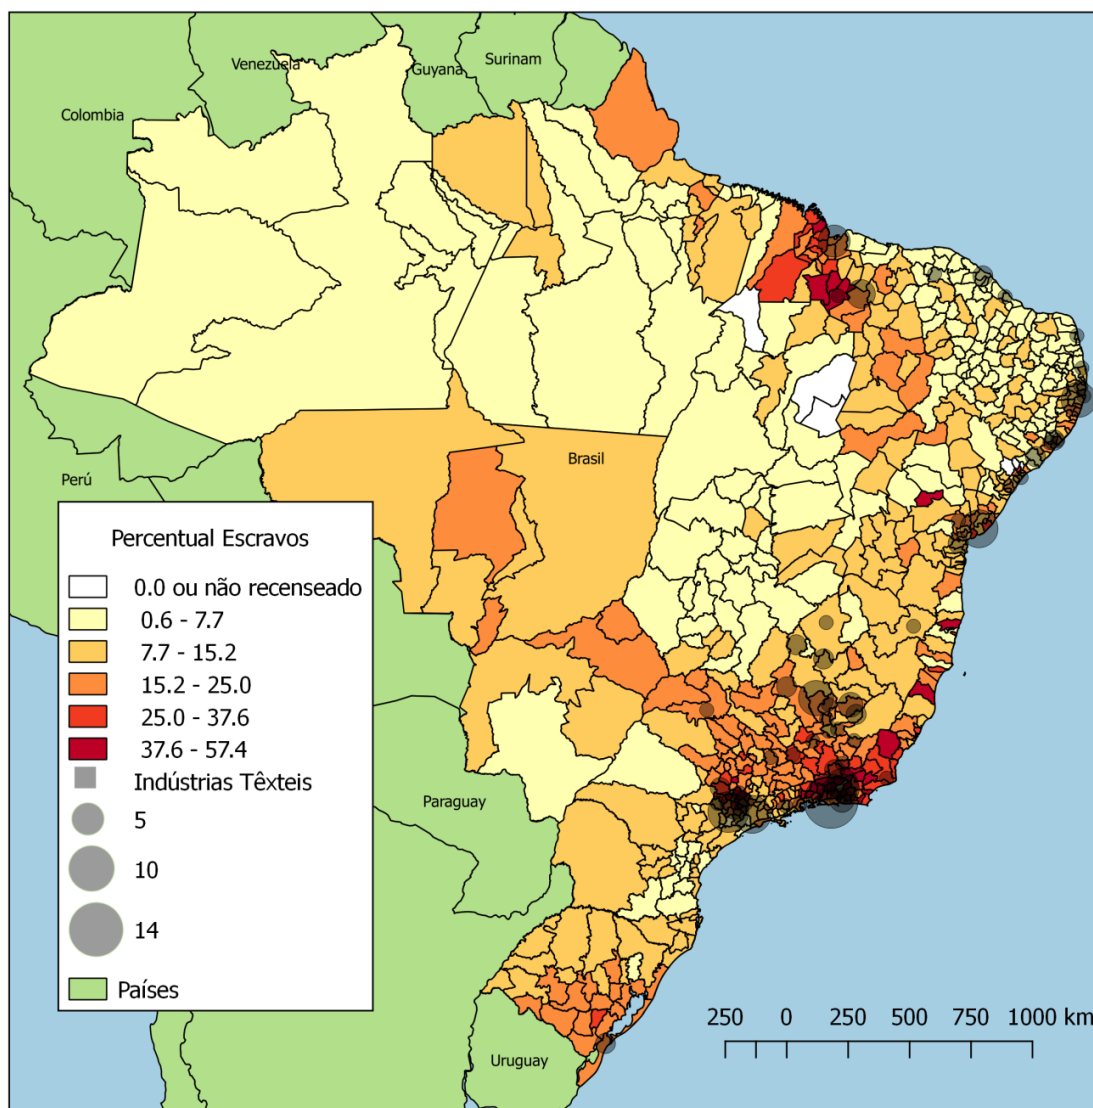 Venezuela
Guyana
Surinam
Colombia
Perú
Brasil
Paraguay
Uruguay
Percentual Escravos
0.0 ou não recenseado
0.6 - 7.7
7.7 - 15.2
15.2 - 25.0
25.0 - 37.6
37.6 - 57.4
Indústrias Têxteis
5
10
14
Países
250 0 250 500 750 1000 km